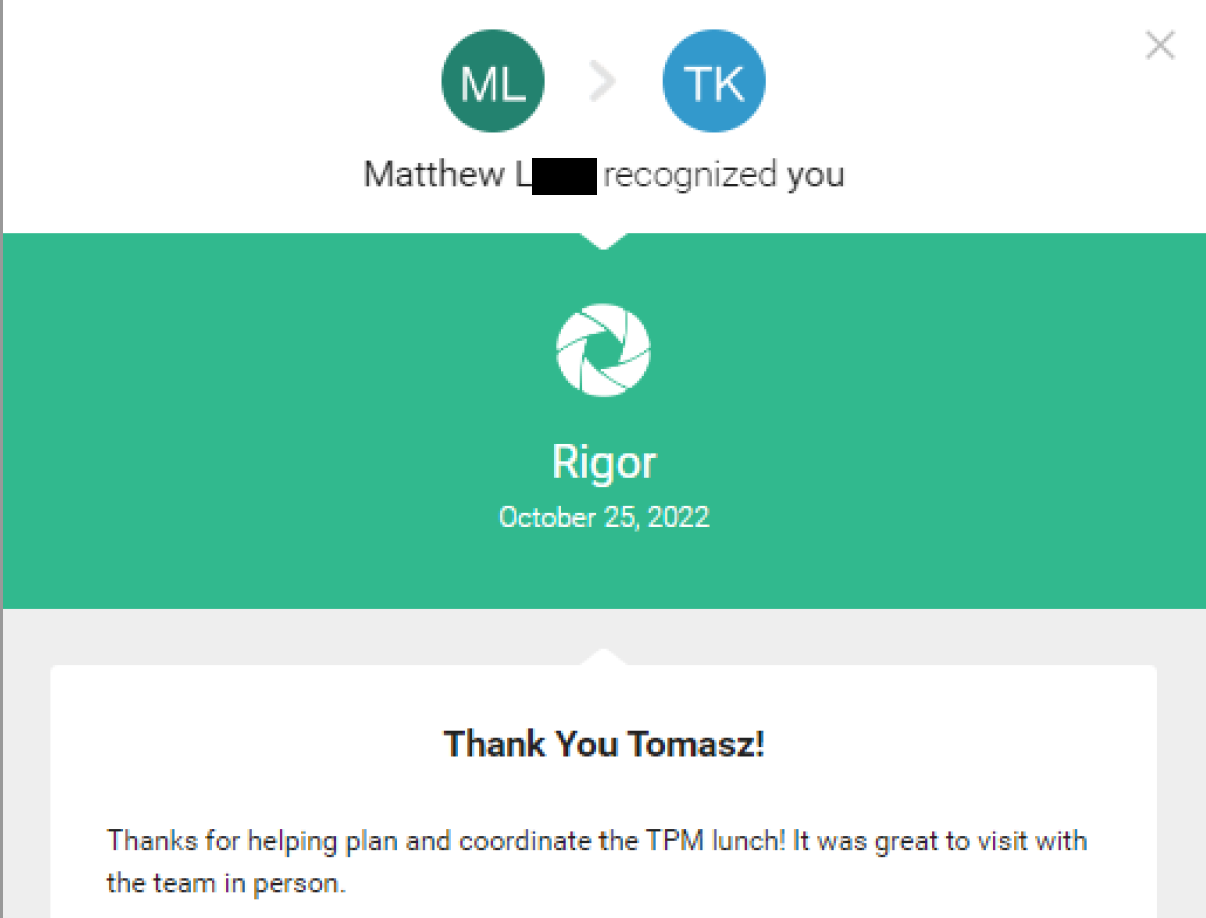 ML TK
Matthew L recognized you
Rigor
October 25, 2022
Thank You Tomasz!
Thanks for helping plan and coordinate the TPM lunch! It was great to visit with
the team in person.